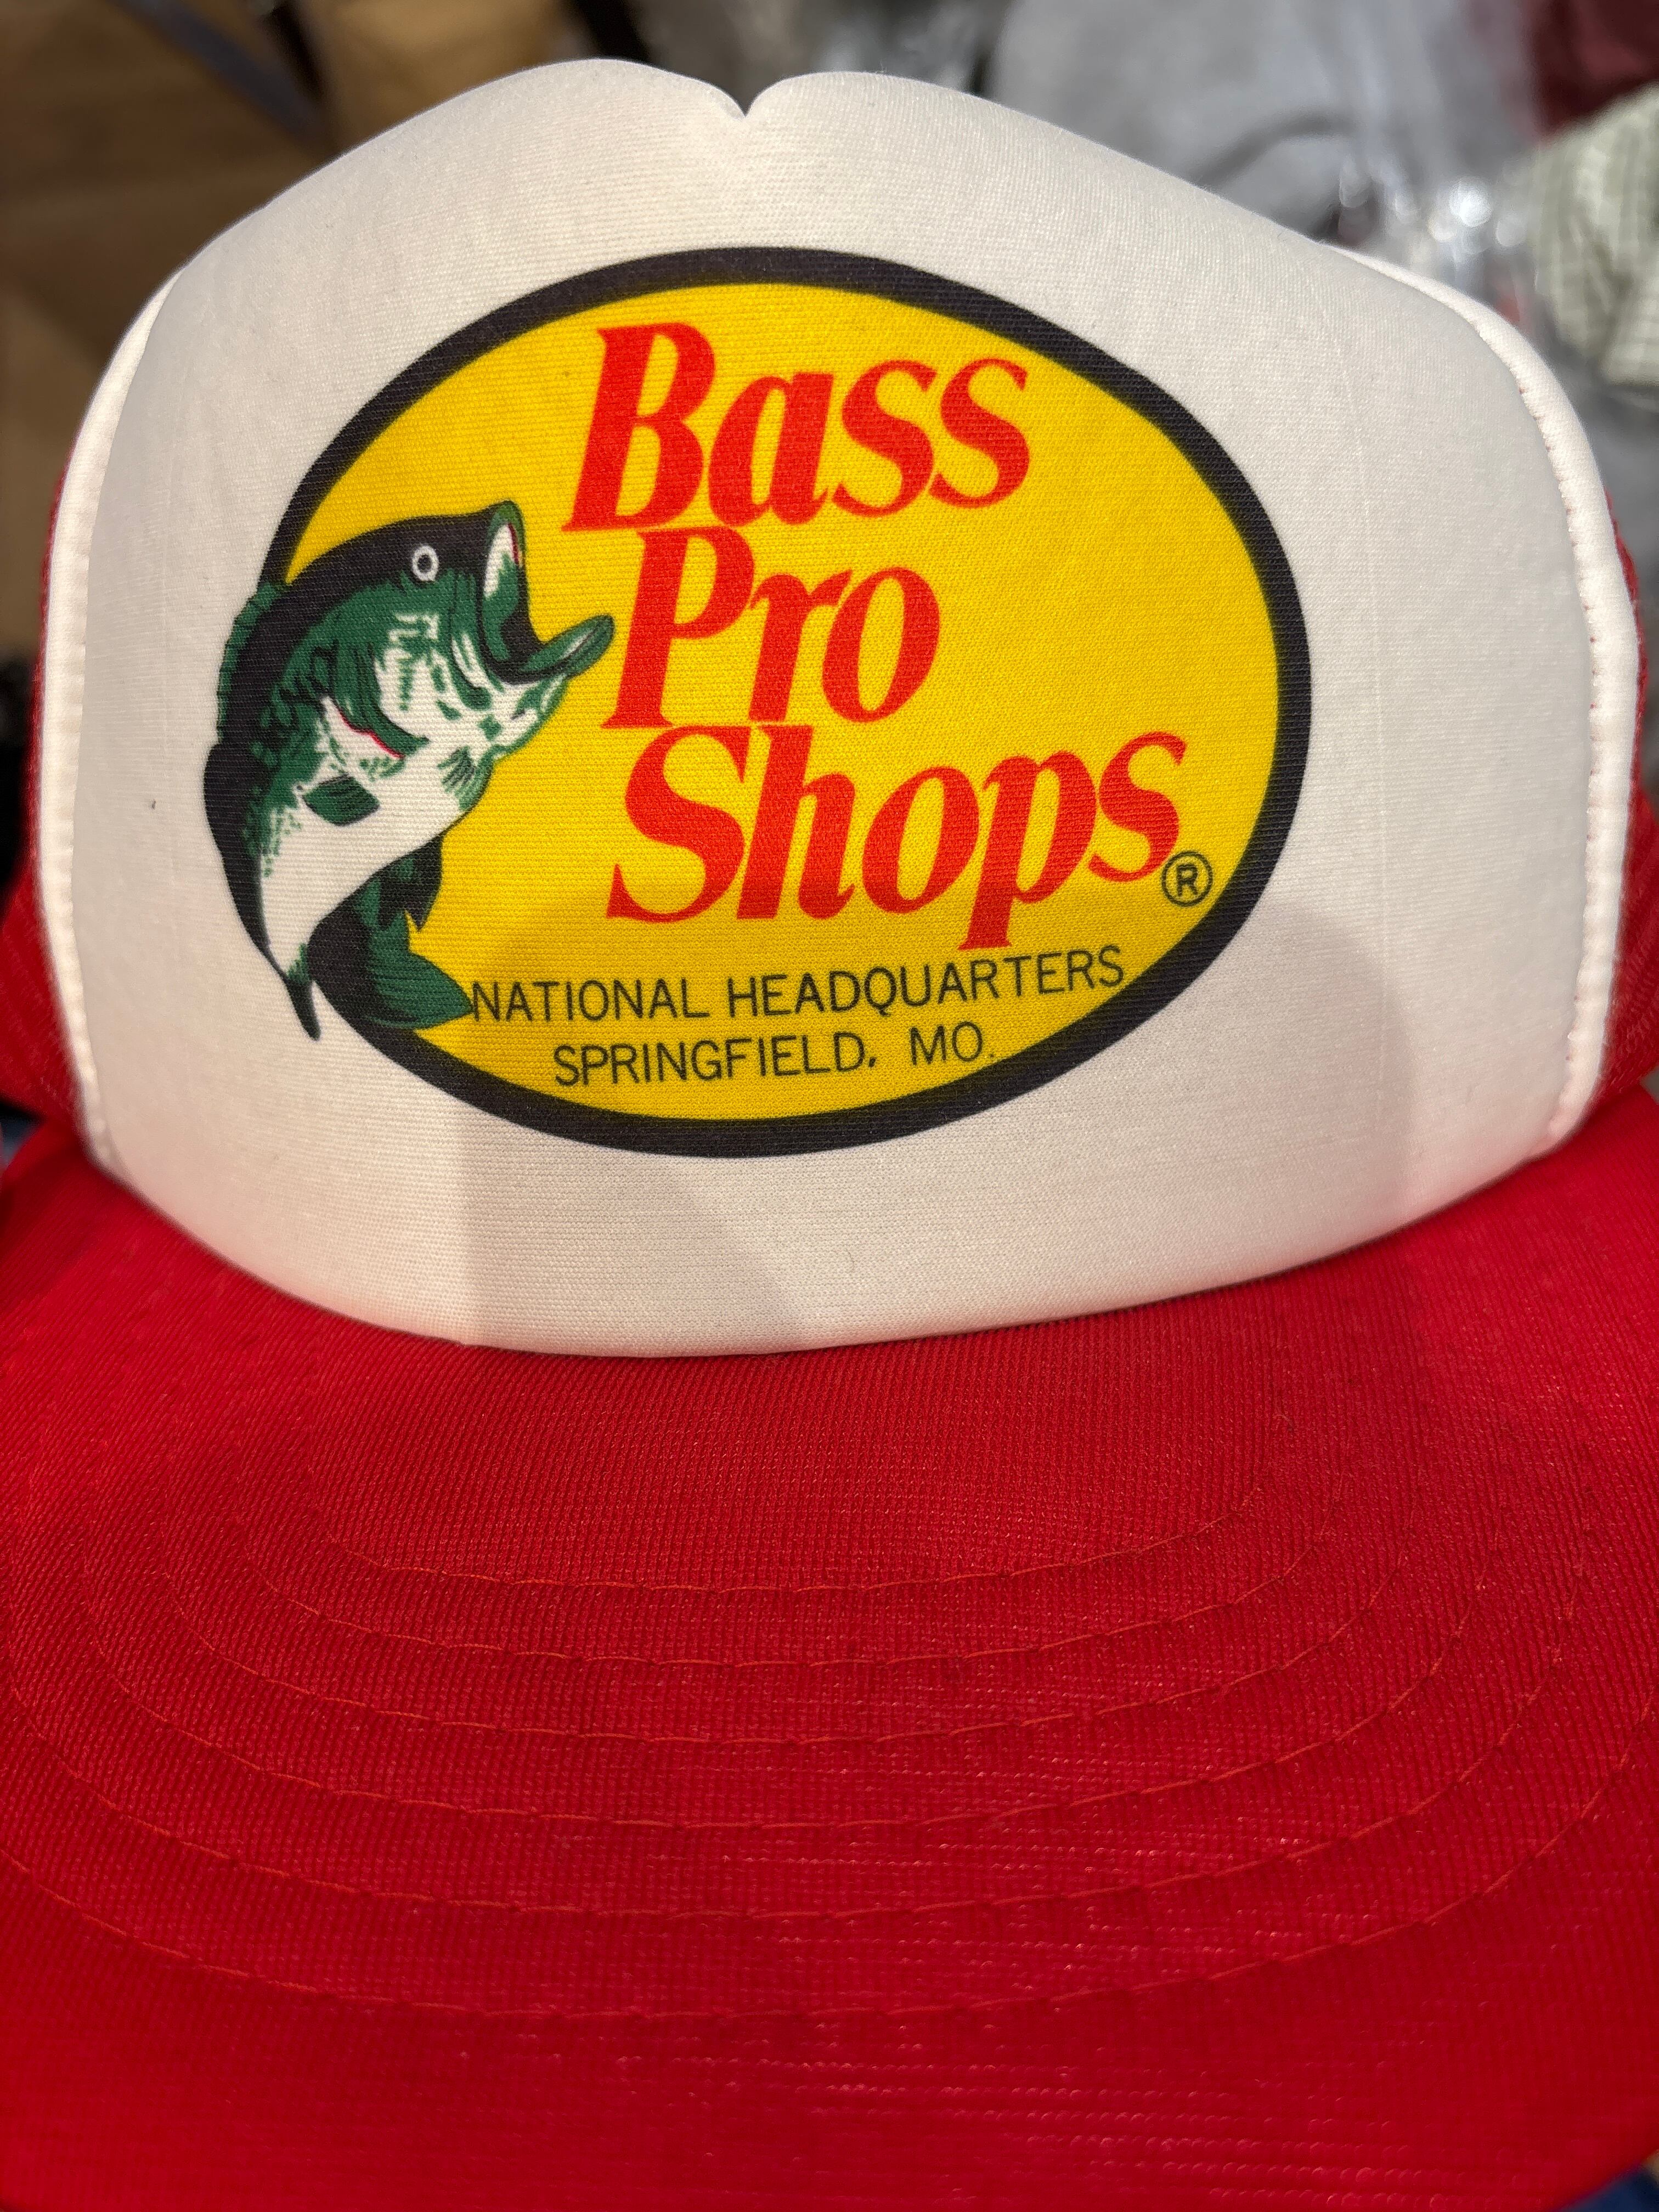 Bass
Pro
Shops®
NATIONAL HEADQUARTERS
SPRINGFIELD, MO.